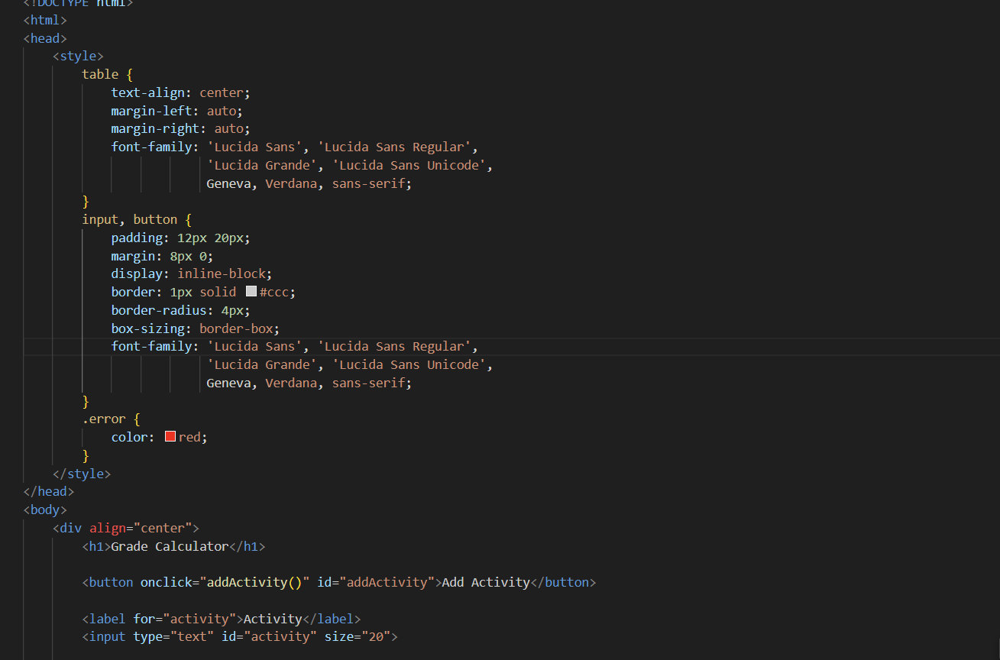 <!DOCTYPE html>
<html>
<head>
    <style>
        table {
            text-align: center;
            margin-left: auto;
            margin-right: auto;
            font-family: 'Lucida Sans', 'Lucida Sans Regular',
                         'Lucida Grande', 'Lucida Sans Unicode',
                         Geneva, Verdana, sans-serif;
        }
        input, button {
            padding: 12px 20px;
            margin: 8px 0;
            display: inline-block;
            border: 1px solid #ccc;
            border-radius: 4px;
            box-sizing: border-box;
            font-family: 'Lucida Sans', 'Lucida Sans Regular',
                         'Lucida Grande', 'Lucida Sans Unicode',
                         Geneva, Verdana, sans-serif;
        }
        .error {
            color: red;
        }
    </style>
</head>
<body>
    <div align="center">
        <h1>Grade Calculator</h1>

        <button onclick="addActivity()" id="addActivity">Add Activity</button>

        <label for="activity">Activity</label>
        <input type="text" id="activity" size="20">